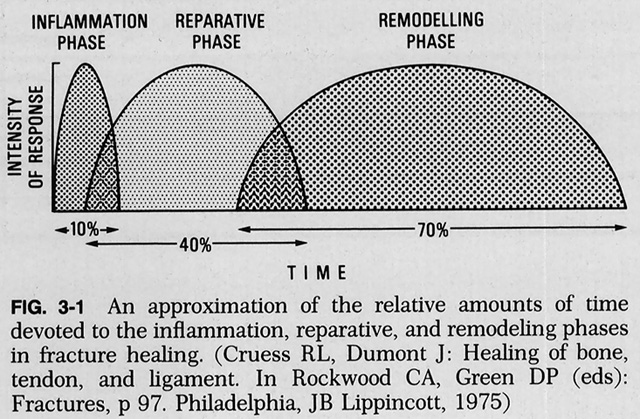 INFLAMMATION PHASE
REPARATIVE PHASE
REMODELLING PHASE
INTENSITY OF RESPONSE
10%
40%
70%
TIME
FIG. 3-1 An approximation of the relative amounts of time
devoted to the inflammation, reparative, and remodeling phases
in fracture healing. (Cruess RL, Dumont J: Healing of bone,
tendon, and ligament. In Rockwood CA, Green DP (eds):
Fractures, p 97. Philadelphia, JB Lippincott, 1975)